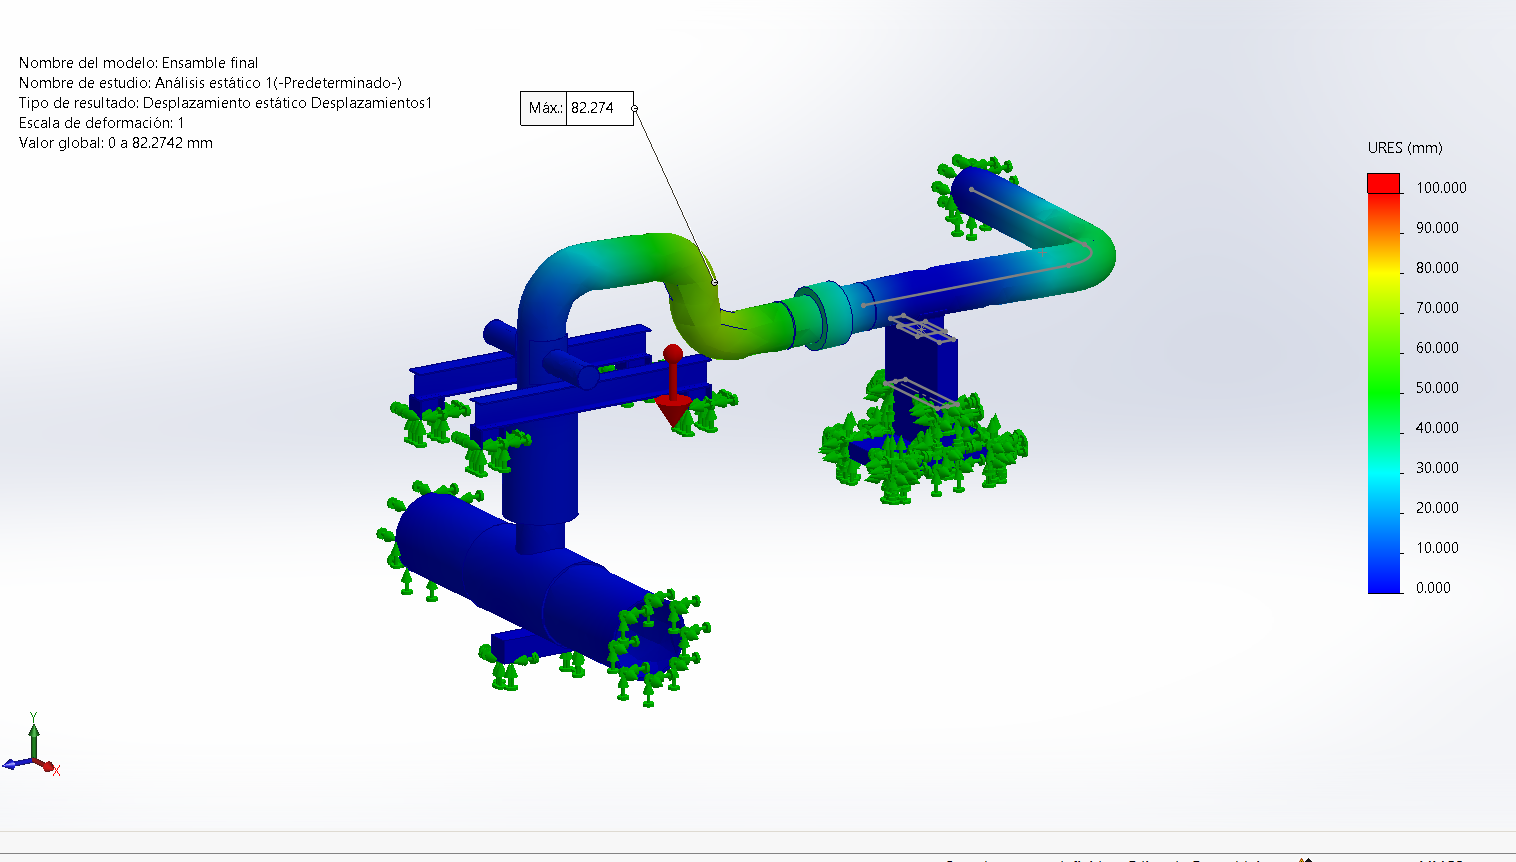 Nombre del modelo: Ensamble final
Nombre de estudio: Análisis estático 1(-Predeterminado-)
Tipo de resultado: Desplazamiento estático Desplazamientos1
Escala de deformación: 1
Valor global: 0 a 82.2742 mm
Máx.: 82.274
URES (mm)
100.000
90.000
80.000
70.000
60.000
50.000
40.000
30.000
20.000
10.000
0.000
Y
X